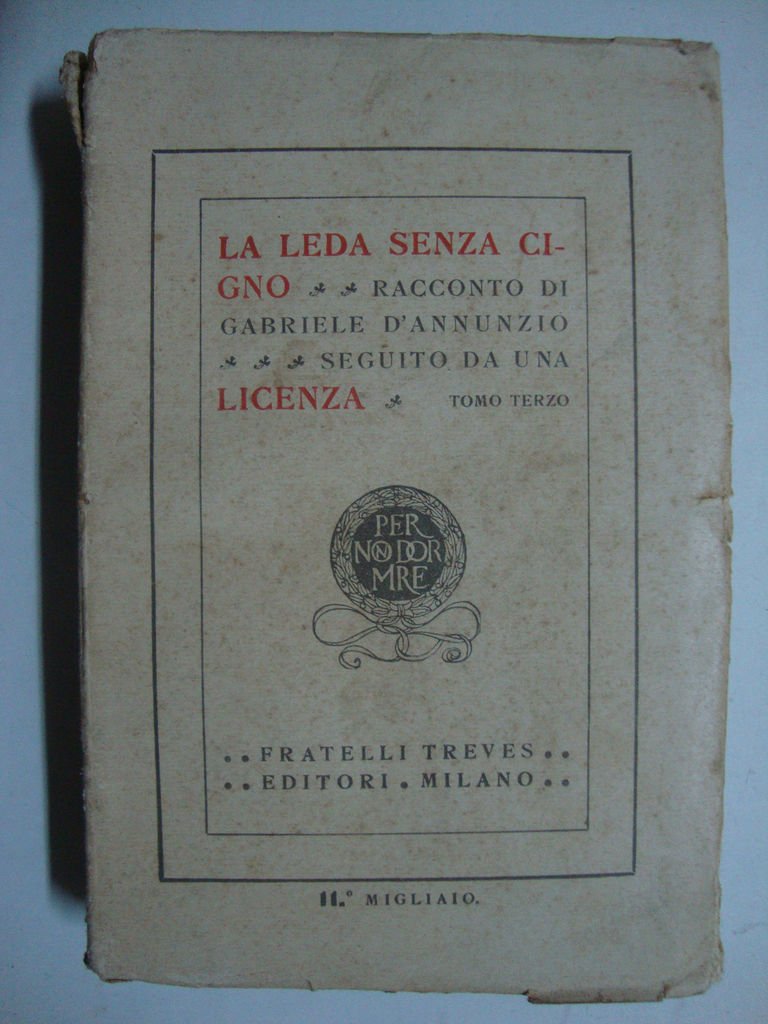 LA LEDA SENZA CI-
GNO RACCONTO DI
GABRIELE D'ANNUNZIO
SEGUITO DA UNA
LICENZA TOMO TERZO
PER
NON DOR
MIRE
..FRATELLI TREVES..
..EDITORI. MILANO..
11.° MIGLIAIO.